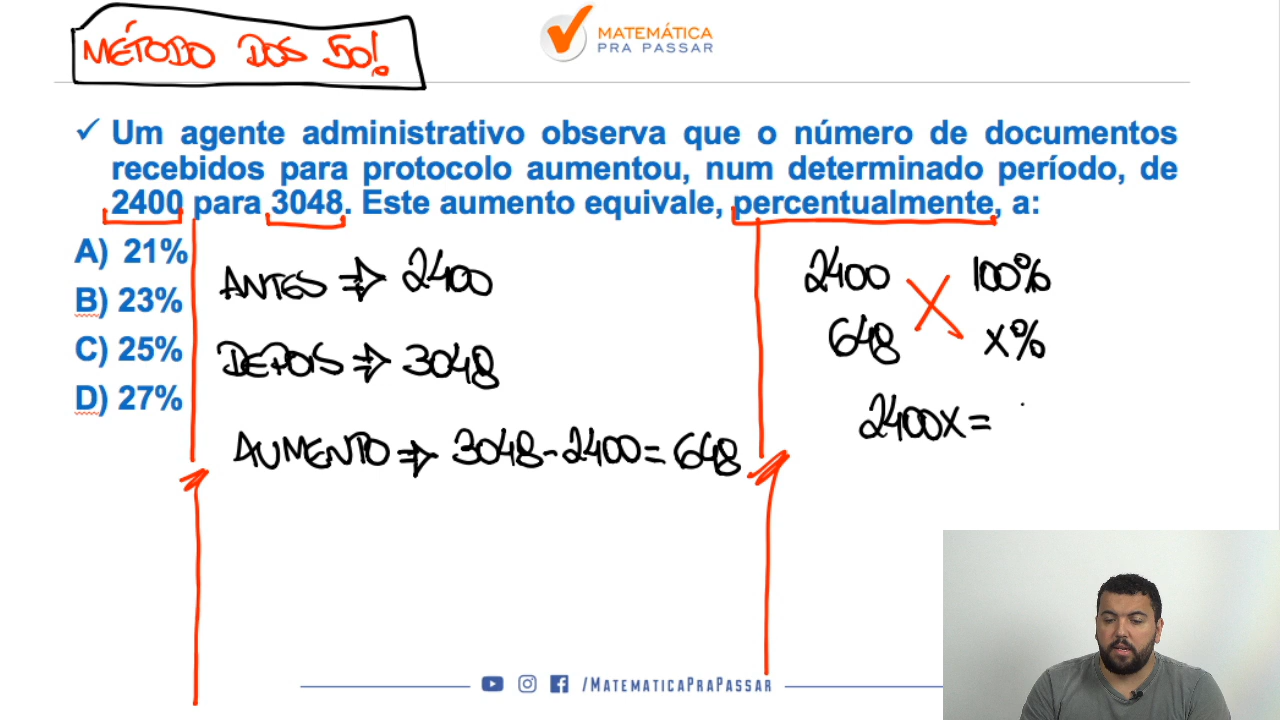 MÉTODO DOS 50!
MATEMÁTICA
PRA PASSAR
✓ Um agente administrativo observa que o número de documentos
recebidos para protocolo aumentou, num determinado período, de
2400 para 3048. Este aumento equivale, percentualmente, a:
A) 21%
B) 23%
C) 25%
D) 27%
ANTES ⇒ 2400
DEPOIS ⇒ 3048
AUMENTO ⇒ 3048-2400=648
2400 100%
648 X%
2400X=
/MATEMATICAPRAPASSAR